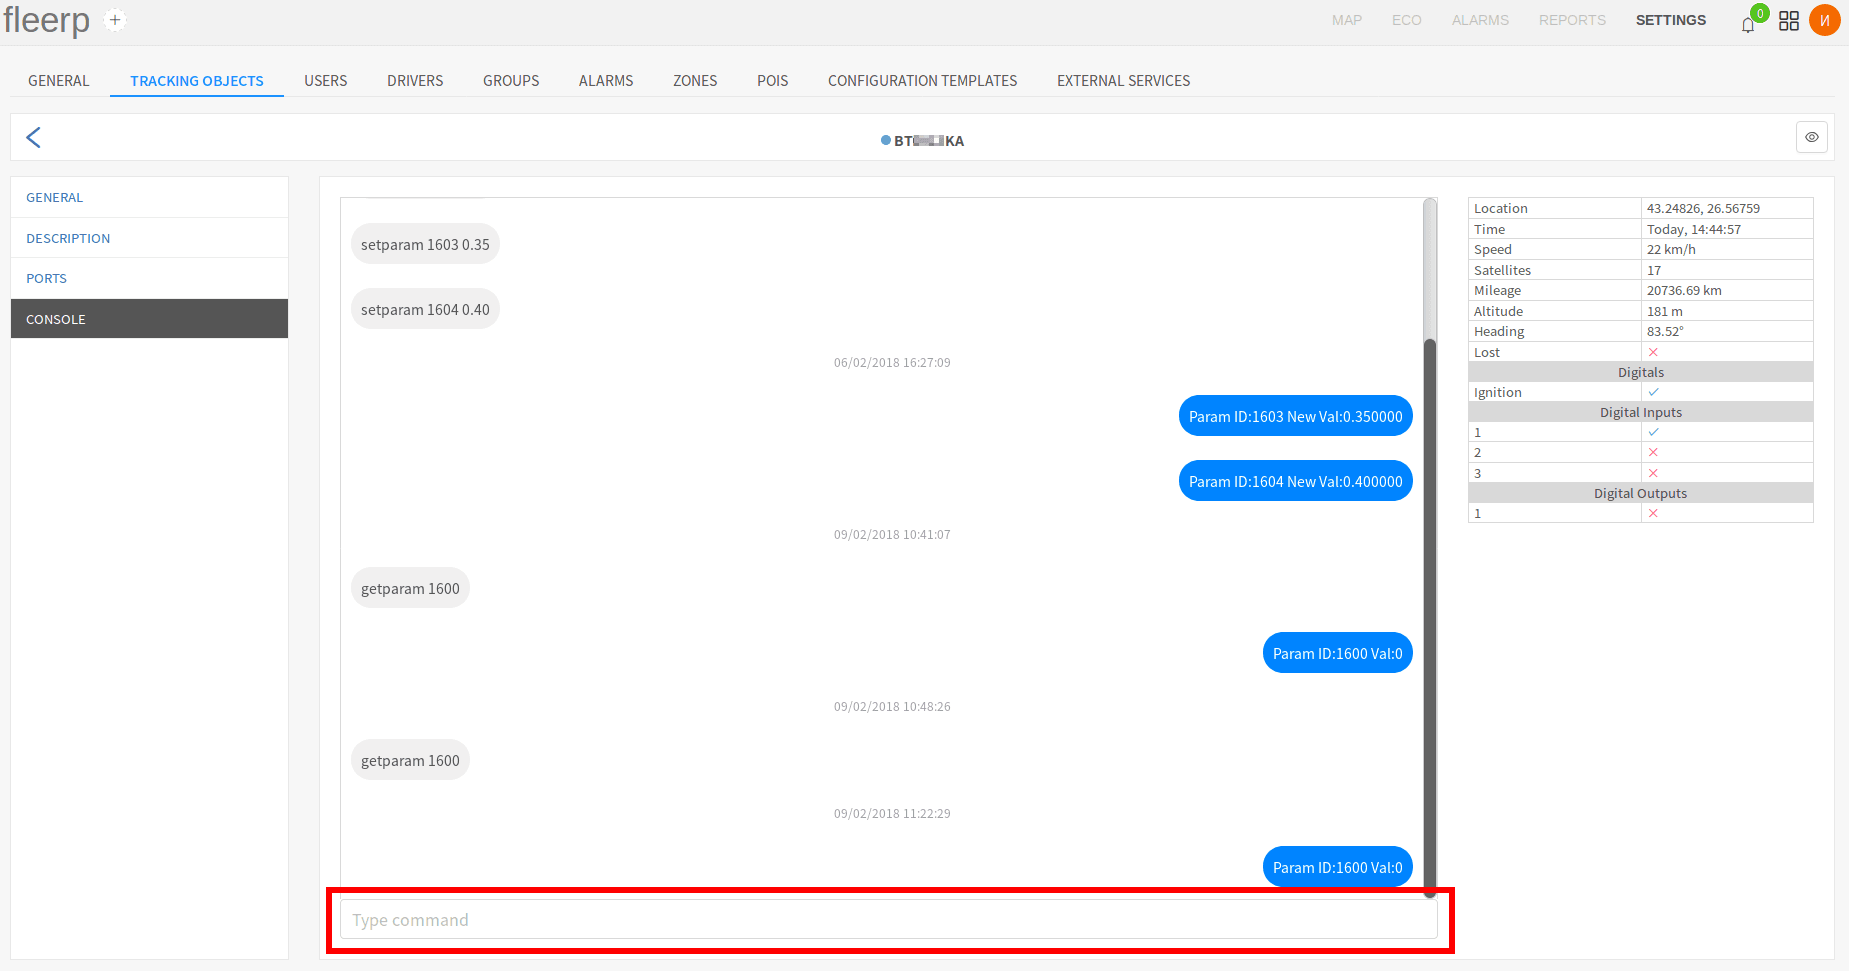 fleerp +
MAP ECO ALARMS REPORTS SETTINGS 0 И
GENERAL TRACKING OBJECTS USERS DRIVERS GROUPS ALARMS ZONES POIS CONFIGURATION TEMPLATES EXTERNAL SERVICES
BT KA
GENERAL
DESCRIPTION
PORTS
CONSOLE
setparam 1603 0.35
setparam 1604 0.40
06/02/2018 16:27:09
Param ID:1603 New Val:0.350000
Param ID:1604 New Val:0.400000
09/02/2018 10:41:07
getparam 1600
Param ID:1600 Val:0
09/02/2018 10:48:26
getparam 1600
09/02/2018 11:22:29
Param ID:1600 Val:0
Type command
Location 43.24826, 26.56759
Time Today, 14:44:57
Speed 22 km/h
Satellites 17
Mileage 20736.69 km
Altitude 181 m
Heading 83.52°
Lost
Digitals
Ignition
Digital Inputs
1
2
3
Digital Outputs
1